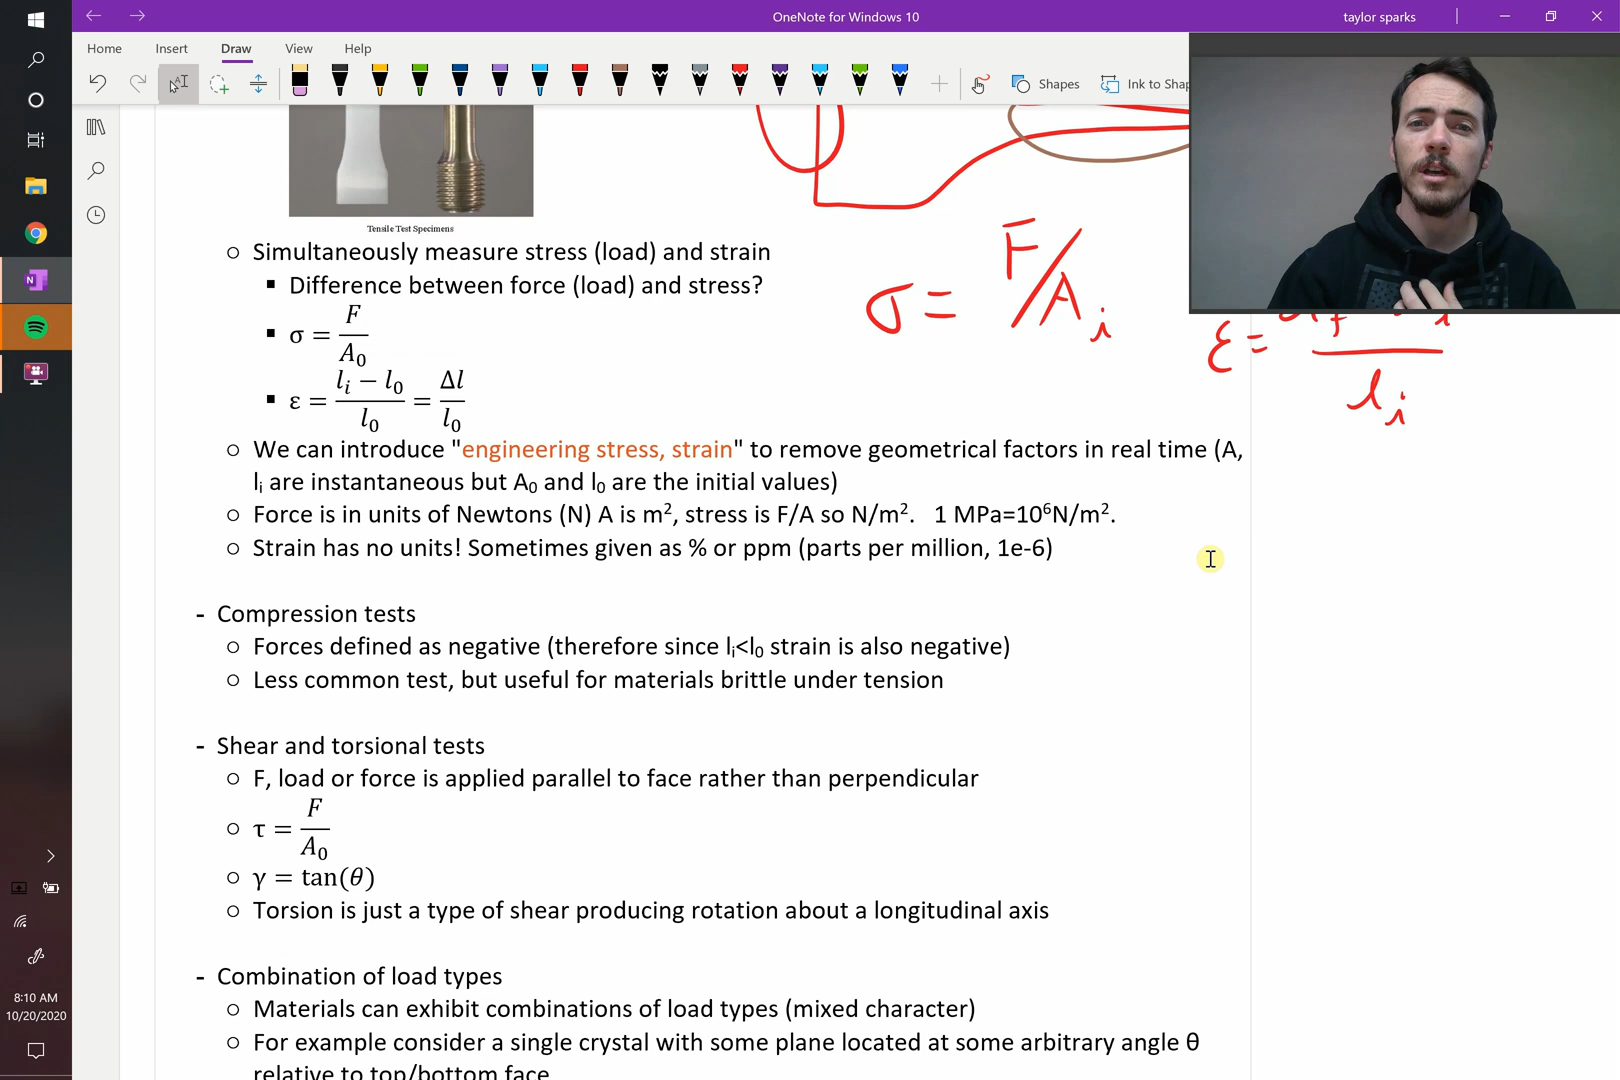 OneNote for Windows 10
taylor sparks
Home Insert Draw View Help
Shapes
Ink to Shap
Tensile Test Specimens
○ Simultaneously measure stress (load) and strain
▪ Difference between force (load) and stress?
▪ σ = F/A₀
▪ ε = (lᵢ − l₀)/l₀ = Δl/l₀
σ = F/Aᵢ
ε =
lᵢ
○ We can introduce "engineering stress, strain" to remove geometrical factors in real time (A,
lᵢ are instantaneous but A₀ and l₀ are the initial values)
○ Force is in units of Newtons (N) A is m², stress is F/A so N/m². 1 MPa=10⁶N/m².
○ Strain has no units! Sometimes given as % or ppm (parts per million, 1e-6)
- Compression tests
○ Forces defined as negative (therefore since lᵢ<l₀ strain is also negative)
○ Less common test, but useful for materials brittle under tension
- Shear and torsional tests
○ F, load or force is applied parallel to face rather than perpendicular
○ τ = F/A₀
○ γ = tan(θ)
○ Torsion is just a type of shear producing rotation about a longitudinal axis
- Combination of load types
○ Materials can exhibit combinations of load types (mixed character)
○ For example consider a single crystal with some plane located at some arbitrary angle θ
relative to top/bottom face
8:10 AM
10/20/2020